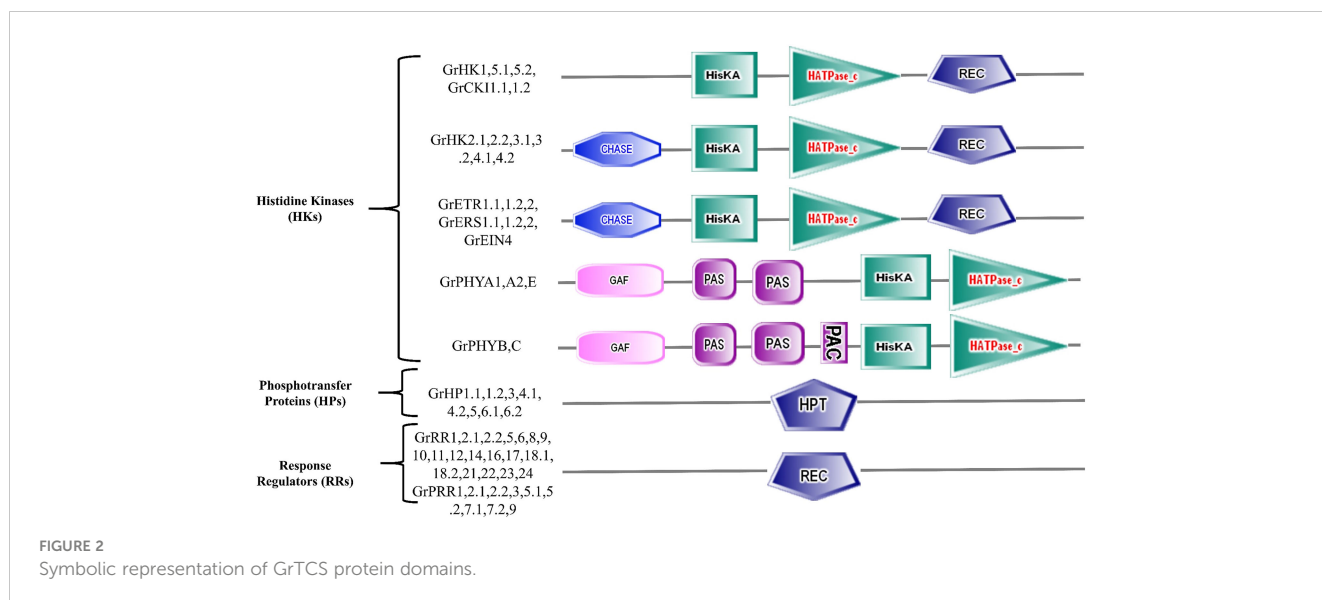 GrHK1,5.1,5.2,
GrCKI1.1,1.2
HisKA
HATPase_c
REC
GrHK2.1,2.2,3.1,3
.2,4.1,4.2
CHASE
HisKA
HATPase_c
REC
Histidine Kinases
(HKs)
GrETR1.1,1.2,2,
GrERS1.1,1.2,2,
GrEIN4
CHASE
HisKA
HATPase_c
REC
GrPHYA1,A2,E
GAF
PAS
PAS
HisKA
HATPase_c
GrPHYB,C
GAF
PAS
PAS
PAC
HisKA
HATPase_c
Phosphotransfer
Proteins (HPs)
GrHP1.1,1.2,3,4.1,
4.2,5,6.1,6.2
HPT
Response
Regulators (RRs)
GrRR1,2.1,2.2,5,6,8,9,
10,11,12,14,16,17,18.1,
18.2,21,22,23,24
GrPRR1,2.1,2.2,3,5.1,5
.2,7.1,7.2,9
REC
FIGURE 2
Symbolic representation of GrTCS protein domains.